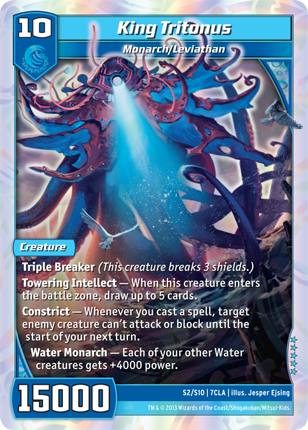 10
King Tritonus
Monarch/Leviathan
Creature
Triple Breaker (This creature breaks 3 shields.)
Towering Intellect — When this creature enters
the battle zone, draw up to 5 cards.
Constrict — Whenever you cast a spell, target
enemy creature can't attack or block until the
start of your next turn.
Water Monarch — Each of your other Water
creatures gets +4000 power.
15000
S2/S10 | 7CLA | illus. Jesper Ejsing
TM & © 2013 Wizards of the Coast/Shogakukan/Mitsui-Kids.